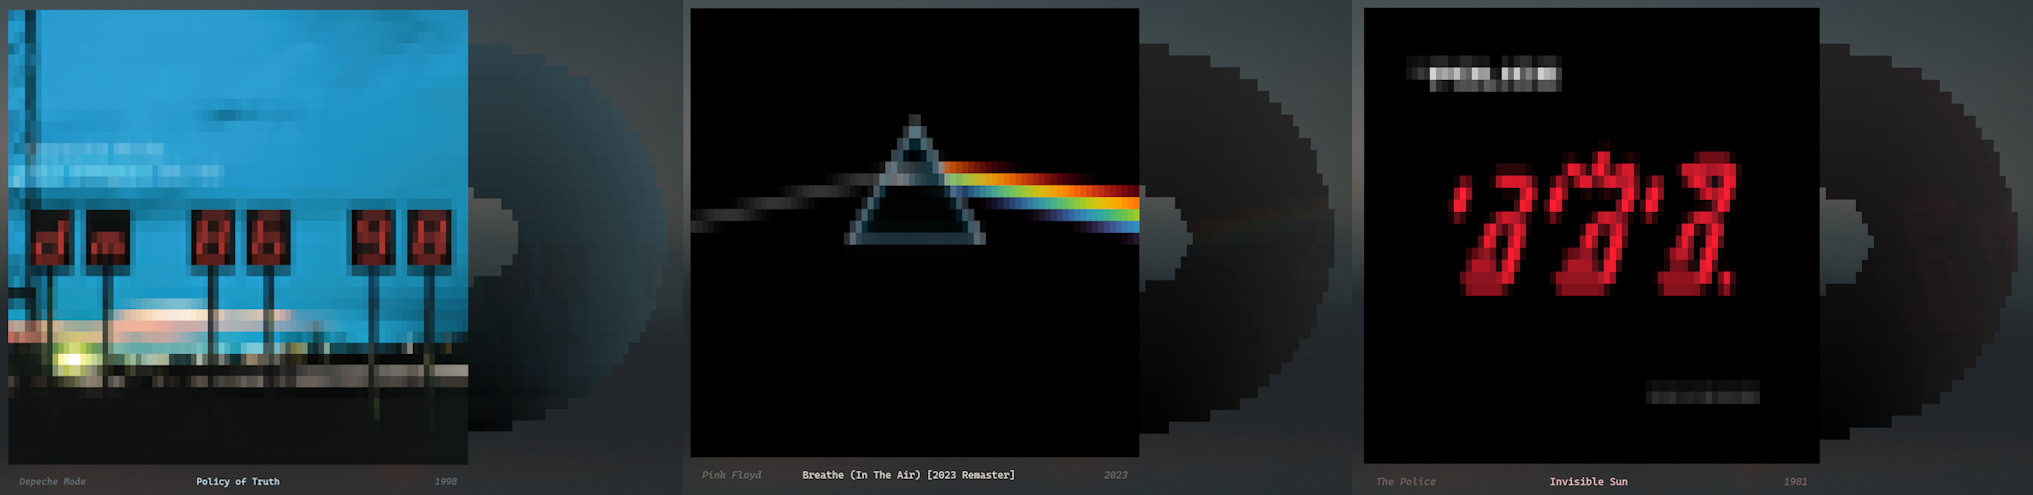 dm 86 98
Depeche Mode Policy of Truth 1998
Pink Floyd Breathe (In The Air) [2023 Remaster] 2023
The Police Invisible Sun 1981